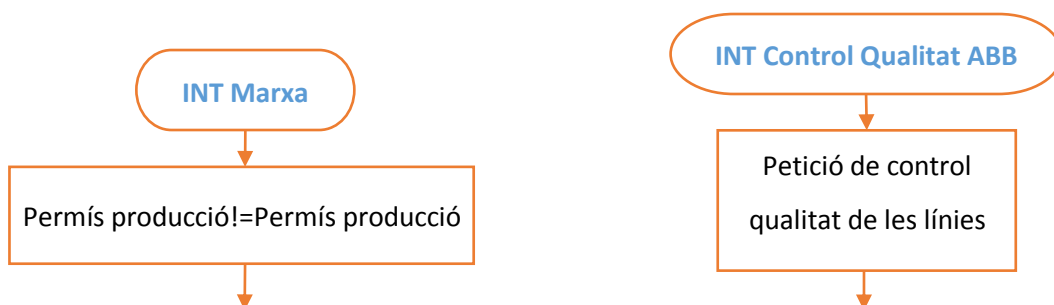 INT Marxa
Permís producció!=Permís producció
INT Control Qualitat ABB
Petició de control
qualitat de les línies